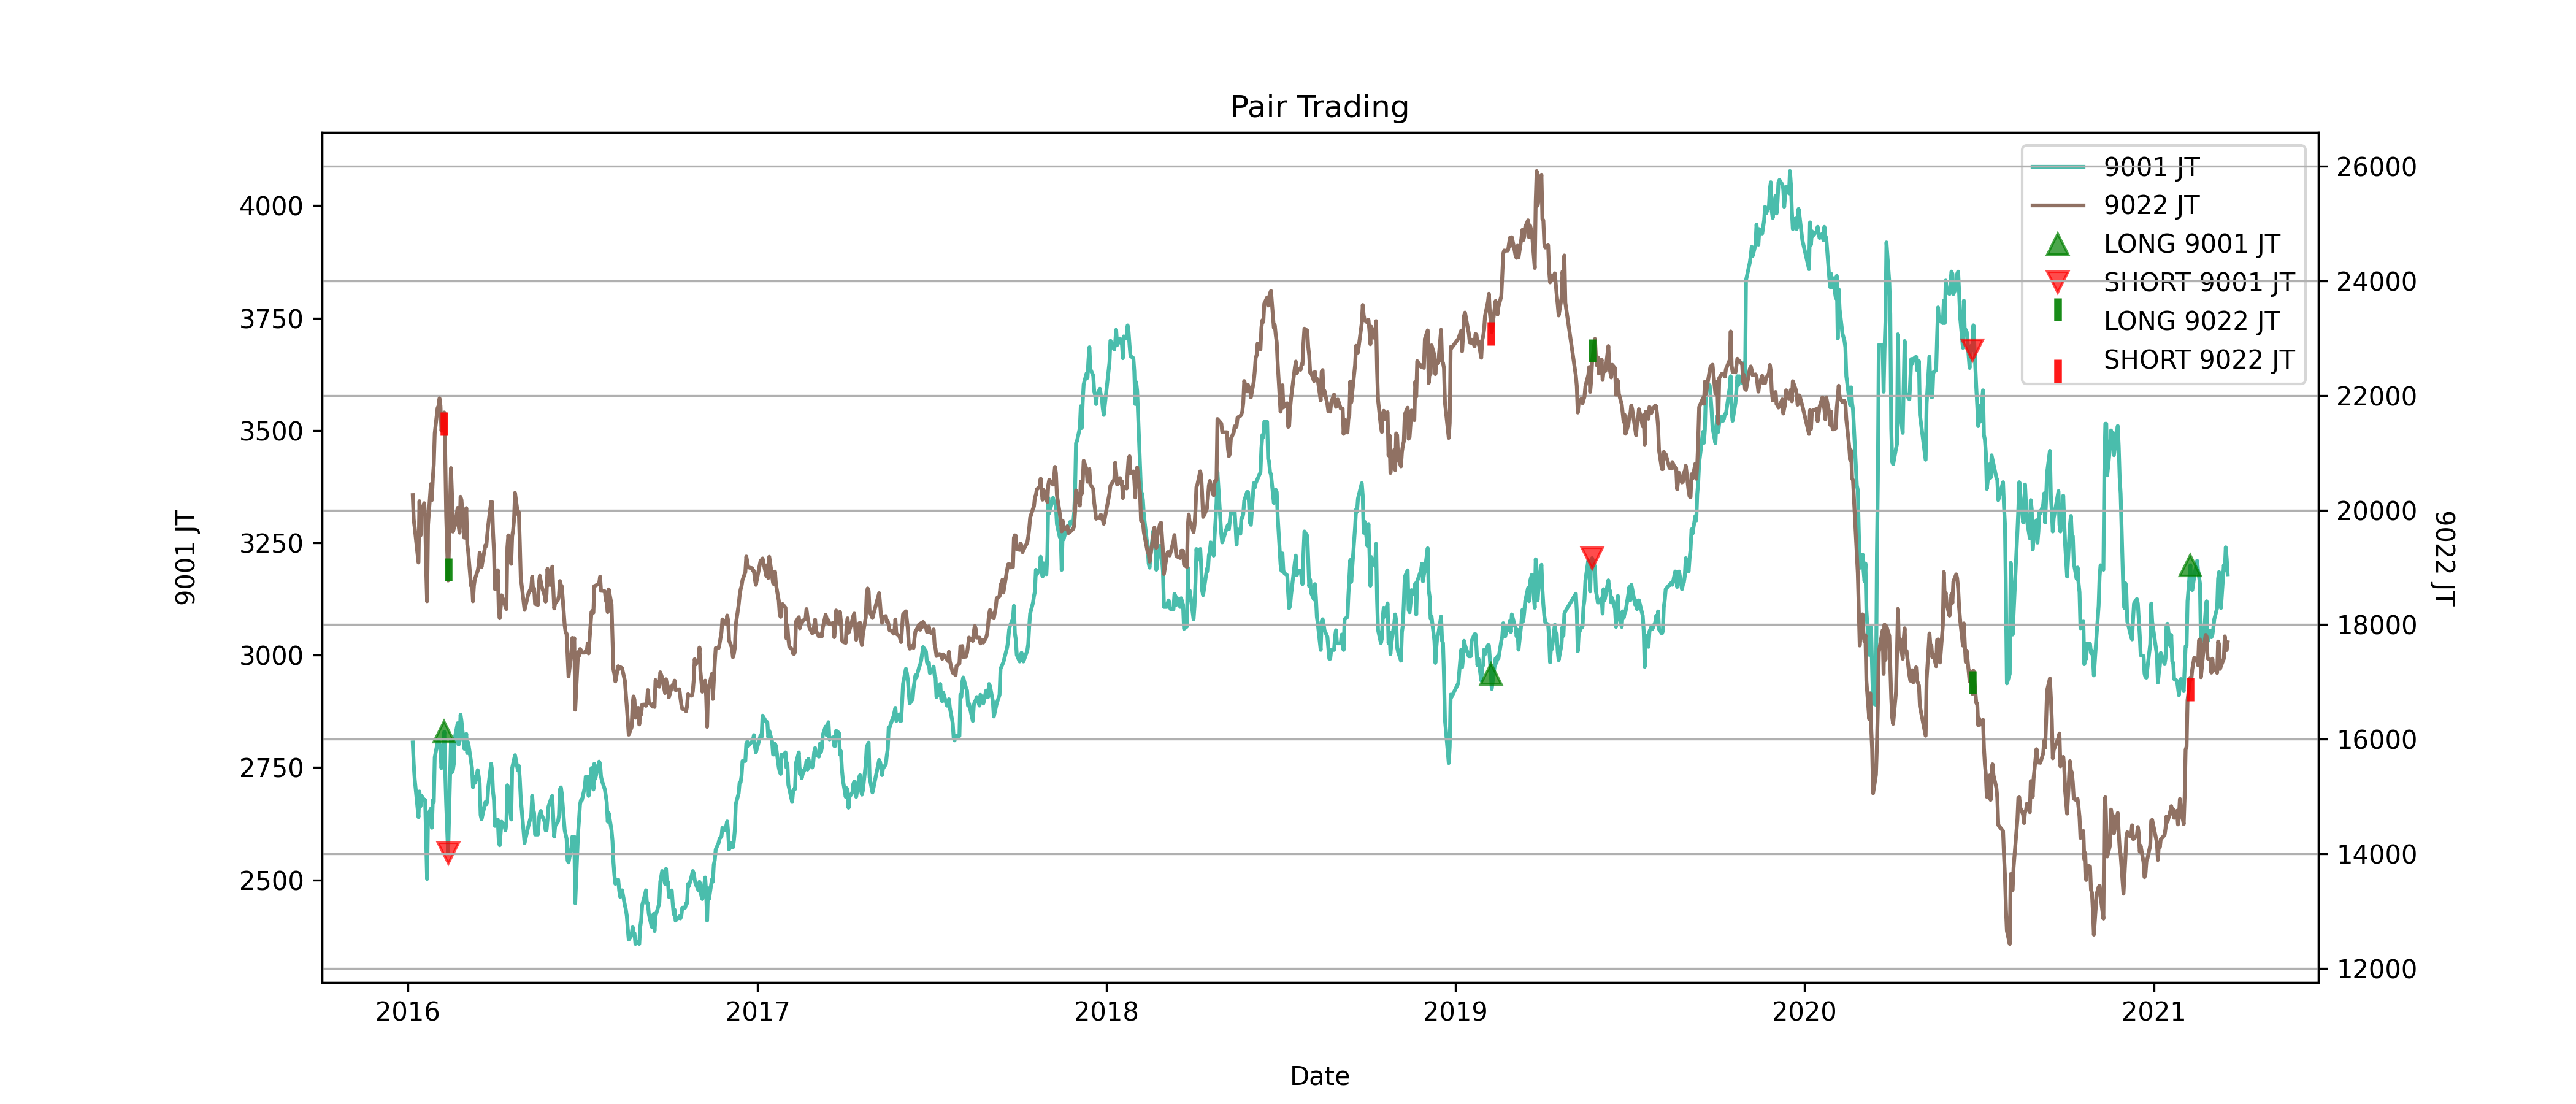 Pair Trading
4000
3750
3500
3250
3000
2750
2500
9001 JT
26000
24000
22000
20000
18000
16000
14000
12000
9022 JT
9001 JT
9022 JT
LONG 9001 JT
SHORT 9001 JT
LONG 9022 JT
SHORT 9022 JT
2016 2017 2018 2019 2020 2021
Date